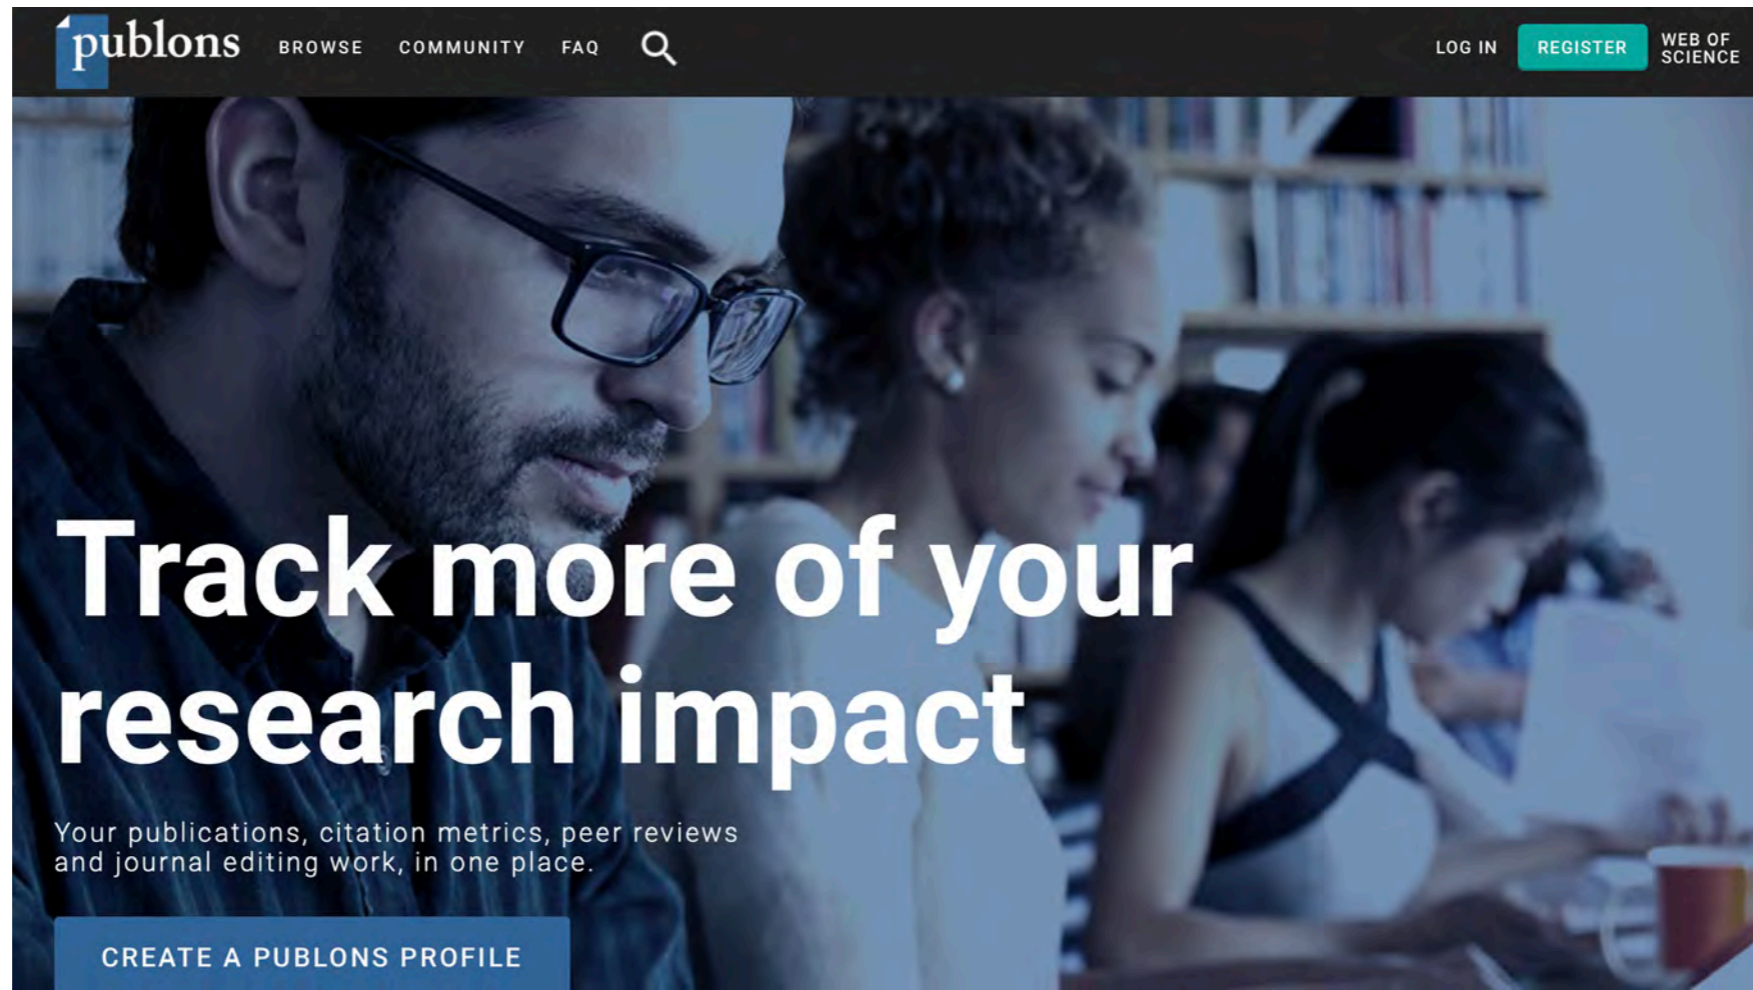 publons
BROWSE
COMMUNITY
FAQ
LOG IN
REGISTER
WEB OF
SCIENCE
Track more of your
research impact
Your publications, citation metrics, peer reviews
and journal editing work, in one place.
CREATE A PUBLONS PROFILE